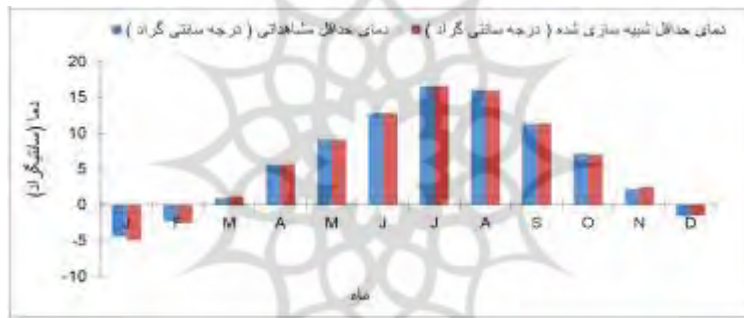 دمای حداقل مشاهداتی ( درجه سانتی گراد ) دمای حداقل شبیه سازی شده ( درجه سانتی گراد )
دما (سانتیگراد)
20
15
10
5
0
-5
-10
J F M A M J J A S O N D
ماه